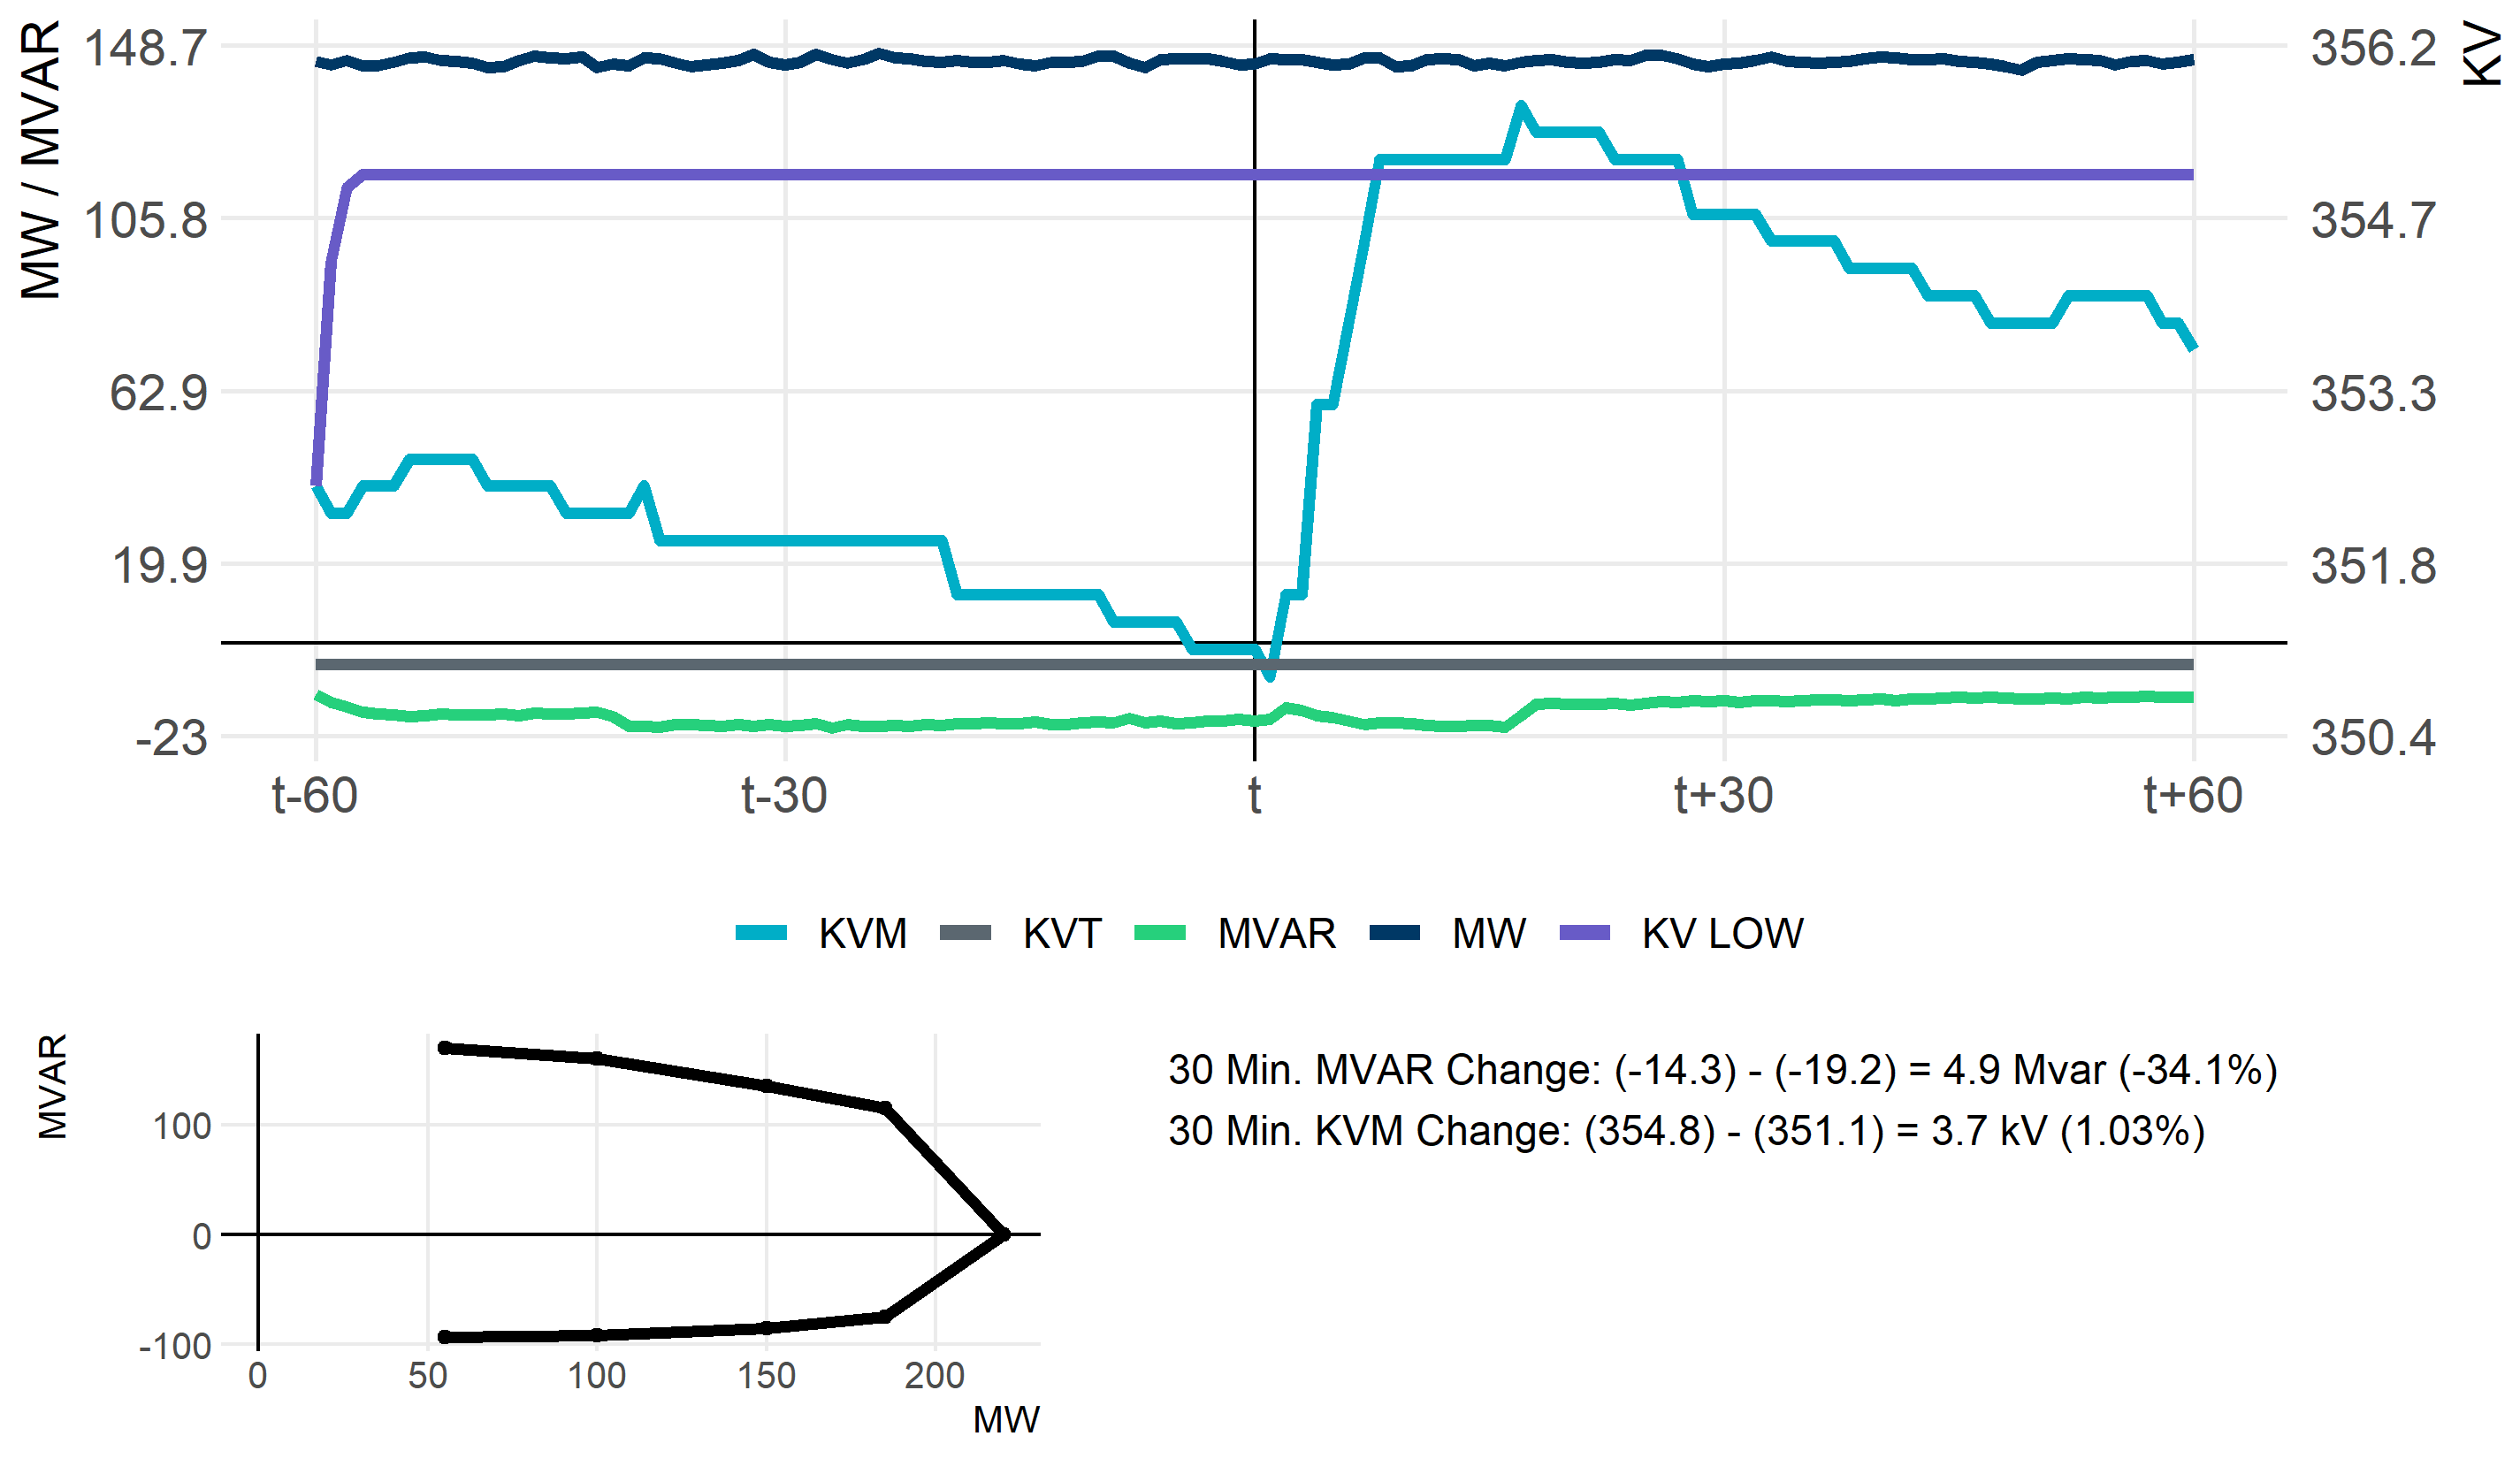 MW / MVAR
KV
148.7
105.8
62.9
19.9
-23
356.2
354.7
353.3
351.8
350.4
t-60 t-30 t t+30 t+60
KVM KVT MVAR MW KV LOW
MVAR
100
0
-100
0 50 100 150 200
MW
30 Min. MVAR Change: (-14.3) - (-19.2) = 4.9 Mvar (-34.1%)
30 Min. KVM Change: (354.8) - (351.1) = 3.7 kV (1.03%)